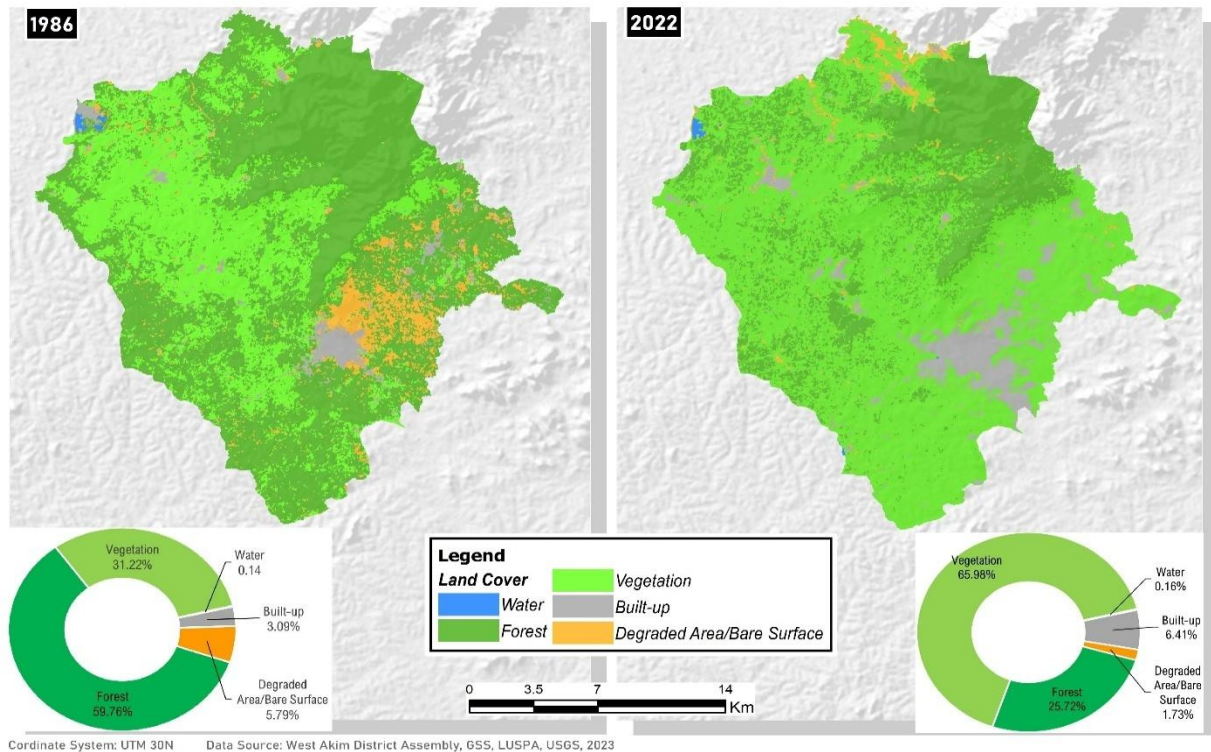 1986
2022
Vegetation
31.22%
Water
0.14
Built-up
3.09%
Degraded
Area/Bare Surface
5.79%
Forest
59.76%
Legend
Land Cover
Water
Forest
Vegetation
Built-up
Degraded Area/Bare Surface
0 3.5 7 14
Km
Vegetation
65.98%
Water
0.16%
Built-up
6.41%
Degraded
Area/Bare
Surface
1.73%
Forest
25.72%
Cordinate System: UTM 30N Data Source: West Akim District Assembly, GSS, LUSPA, USGS, 2023